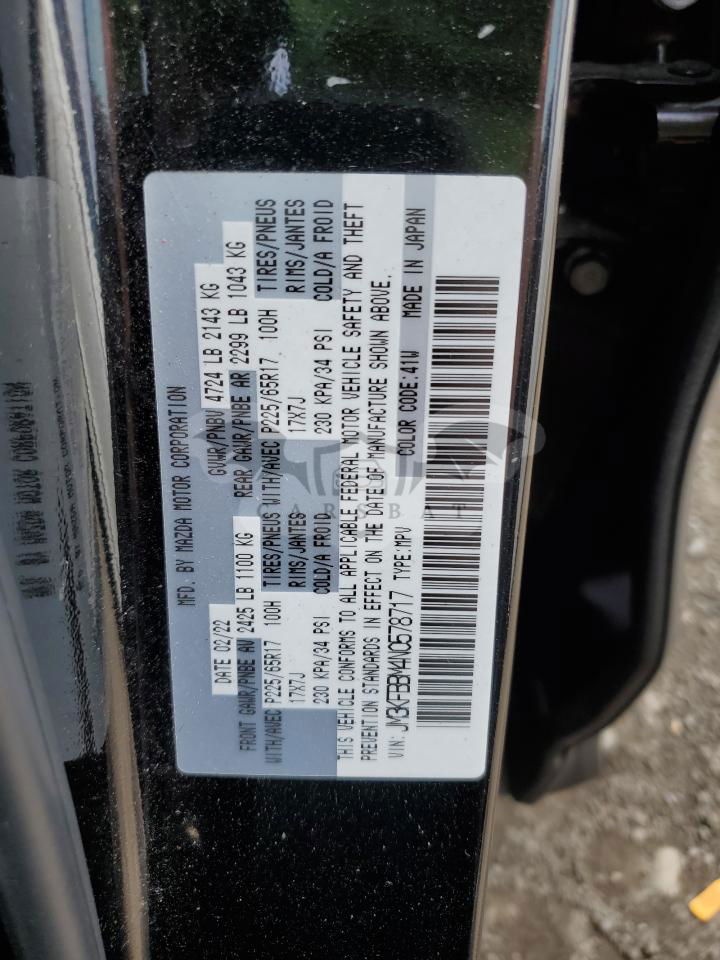 MFD. BY MAZDA MOTOR CORPORATION
DATE 02/22 GVWR/PNBV 4724 LB 2143 KG
FRONT GAWR/PNBE AV 2425 LB 1100 KG REAR GAWR/PNBE AR 2299 LB 1043 KG
WITH/AVEC P225/65R17 100H TIRES/PNEUS WITH/AVEC P225/65R17 100H TIRES/PNEUS
17X7J RIMS/JANTES 17X7J RIMS/JANTES
230 KPA/34 PSI COLD/A FROID 230 KPA/34 PSI COLD/A FROID
THIS VEHICLE CONFORMS TO ALL APPLICABLE FEDERAL MOTOR VEHICLE SAFETY AND THEFT
PREVENTION STANDARDS IN EFFECT ON THE DATE OF MANUFACTURE SHOWN ABOVE.
VIN: JM3KFBBM4N0578717 TYPE:MPV COLOR CODE:41W MADE IN JAPAN
CARSBAT